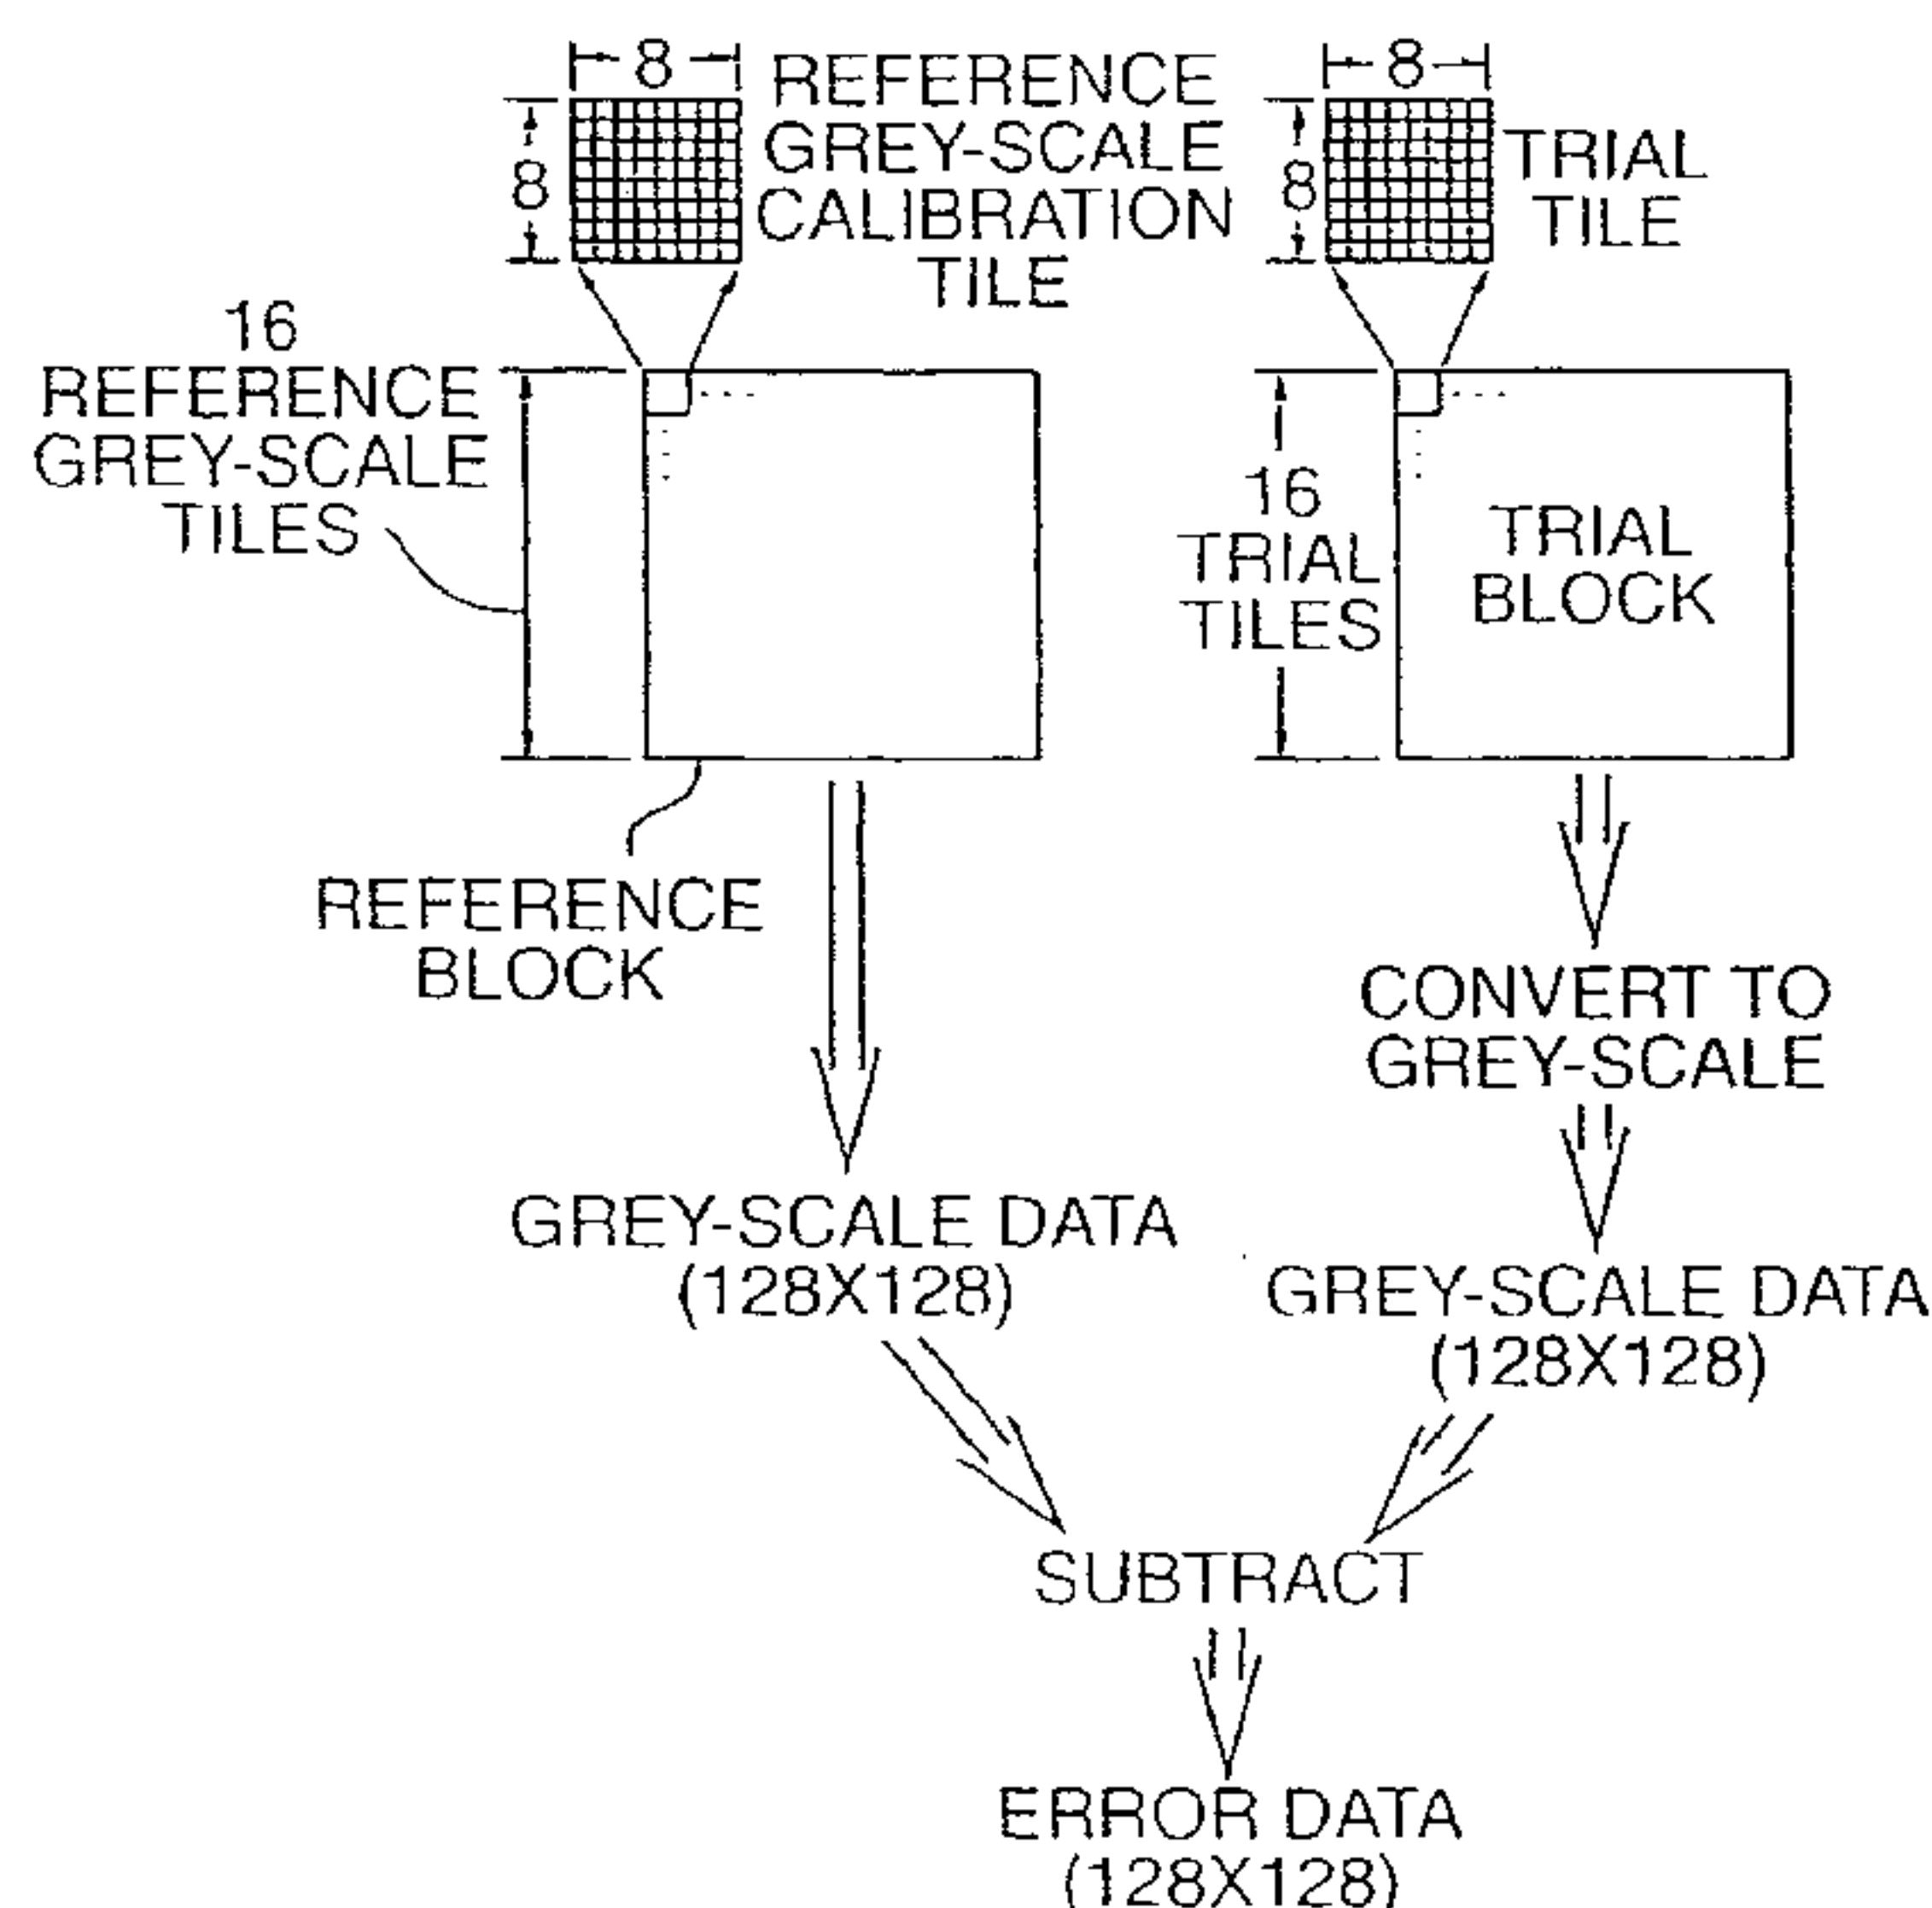 8
8
REFERENCE
GREY-SCALE
CALIBRATION
TILE
8
8
TRIAL
TILE
16
REFERENCE
GREY-SCALE
TILES
16
TRIAL
TILES
TRIAL
BLOCK
REFERENCE
BLOCK
CONVERT TO
GREY-SCALE
GREY-SCALE DATA
(128X128)
GREY-SCALE DATA
(128X128)
SUBTRACT
ERROR DATA
(128X128)